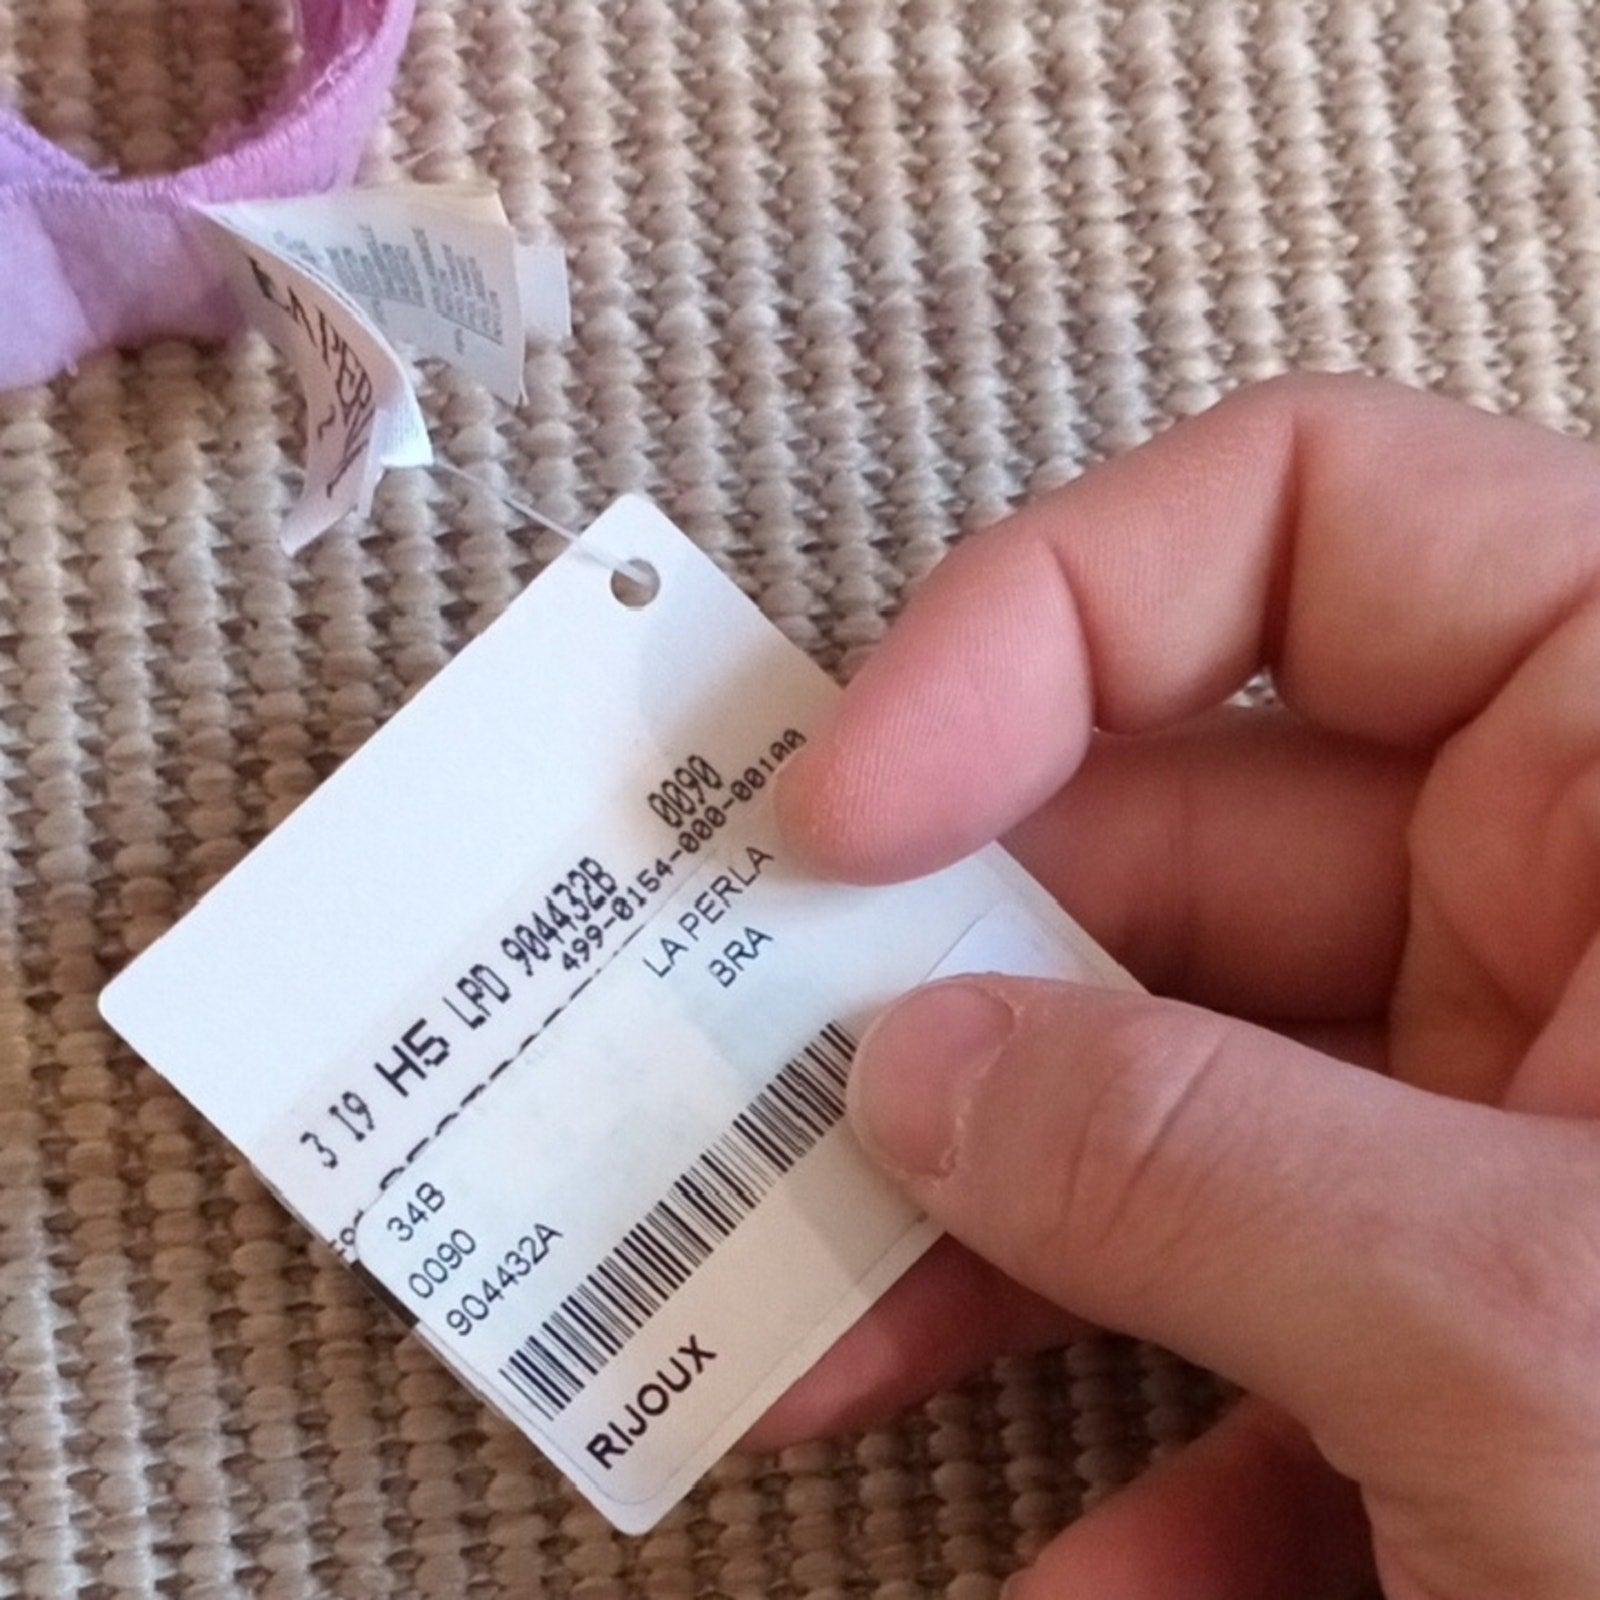 LA PERLA
0090
3 I9 H5 LPD 904432B
499-0154-000-00100
LA PERLA
BRA
34B
0090
904432A
RIJOUX